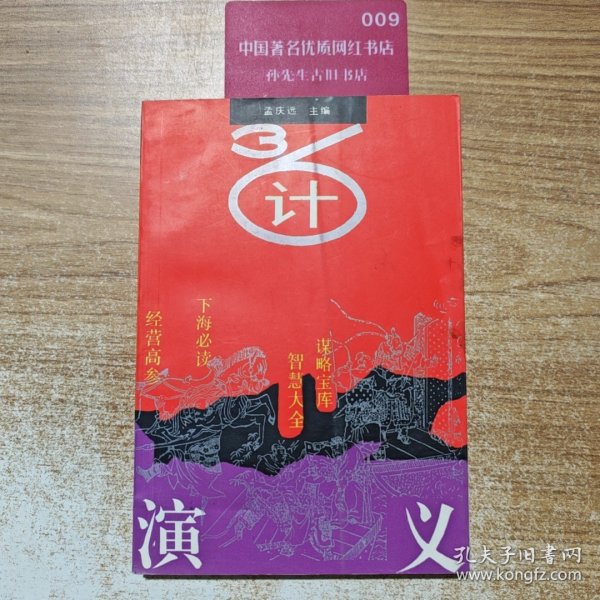 009
中国著名优质网红书店
孙先生古旧书店
孟庆远 主编
36
计
经营高参
下海必读
智慧大全
谋略宝库
演义
孔夫子旧书网
www.kongfz.com